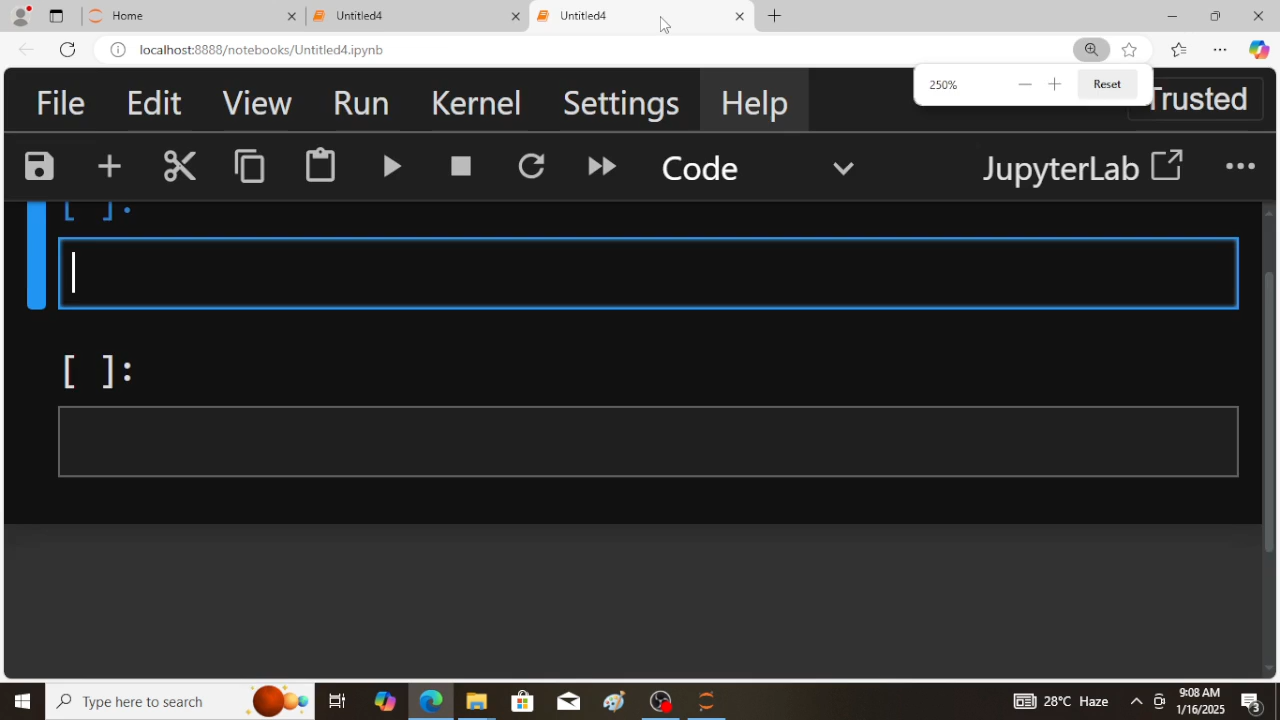 Home
Untitled4
Untitled4
localhost:8888/notebooks/Untitled4.ipynb
250%
Reset
File Edit View Run Kernel Settings Help
Trusted
Code
JupyterLab
[ ]:
[ ]:
Type here to search
28°C Haze
9:08 AM
1/16/2025
3